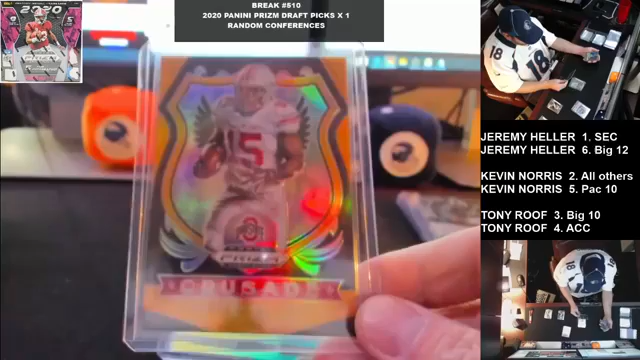 BREAK #510
2020 PANINI PRIZM DRAFT PICKS X 1
RANDOM CONFERENCES
2020
PRIZM
15
PRIZM
CRUSADE
18
JEREMY HELLER 1. SEC
JEREMY HELLER 6. Big 12
KEVIN NORRIS 2. All others
KEVIN NORRIS 5. Pac 10
TONY ROOF 3. Big 10
TONY ROOF 4. ACC
18